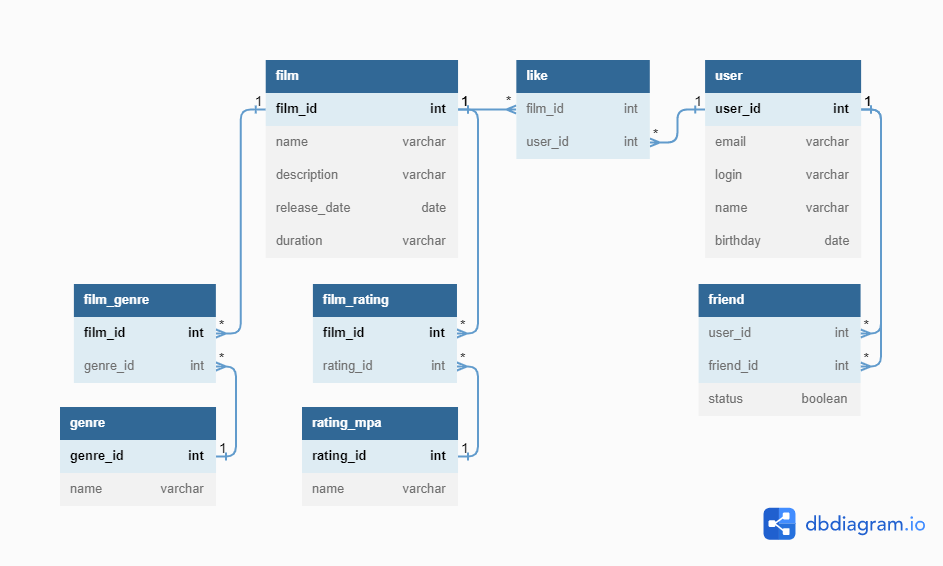 film
film_id int
name varchar
description varchar
release_date date
duration varchar
like
film_id int
user_id int
user
user_id int
email varchar
login varchar
name varchar
birthday date
film_genre
film_id int
genre_id int
genre
genre_id int
name varchar
film_rating
film_id int
rating_id int
rating_mpa
rating_id int
name varchar
friend
user_id int
friend_id int
status boolean
1
1
*
1
*
1
*
*
1
*
*
1
*
*
dbdiagram.io